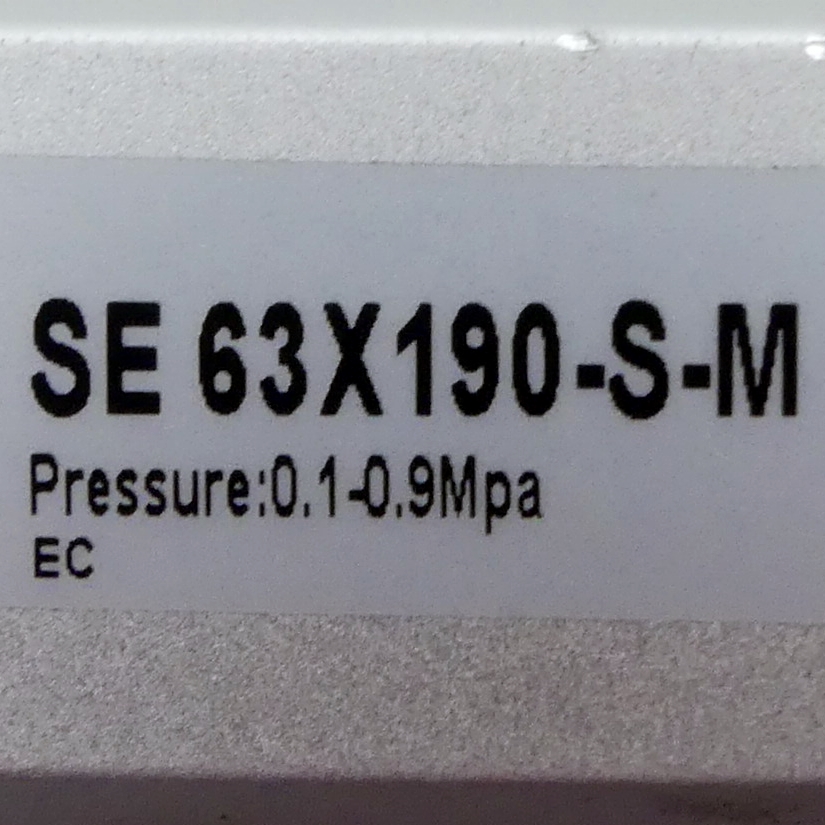 SE 63X190-S-M
Pressure:0.1-0.9Mpa
EC